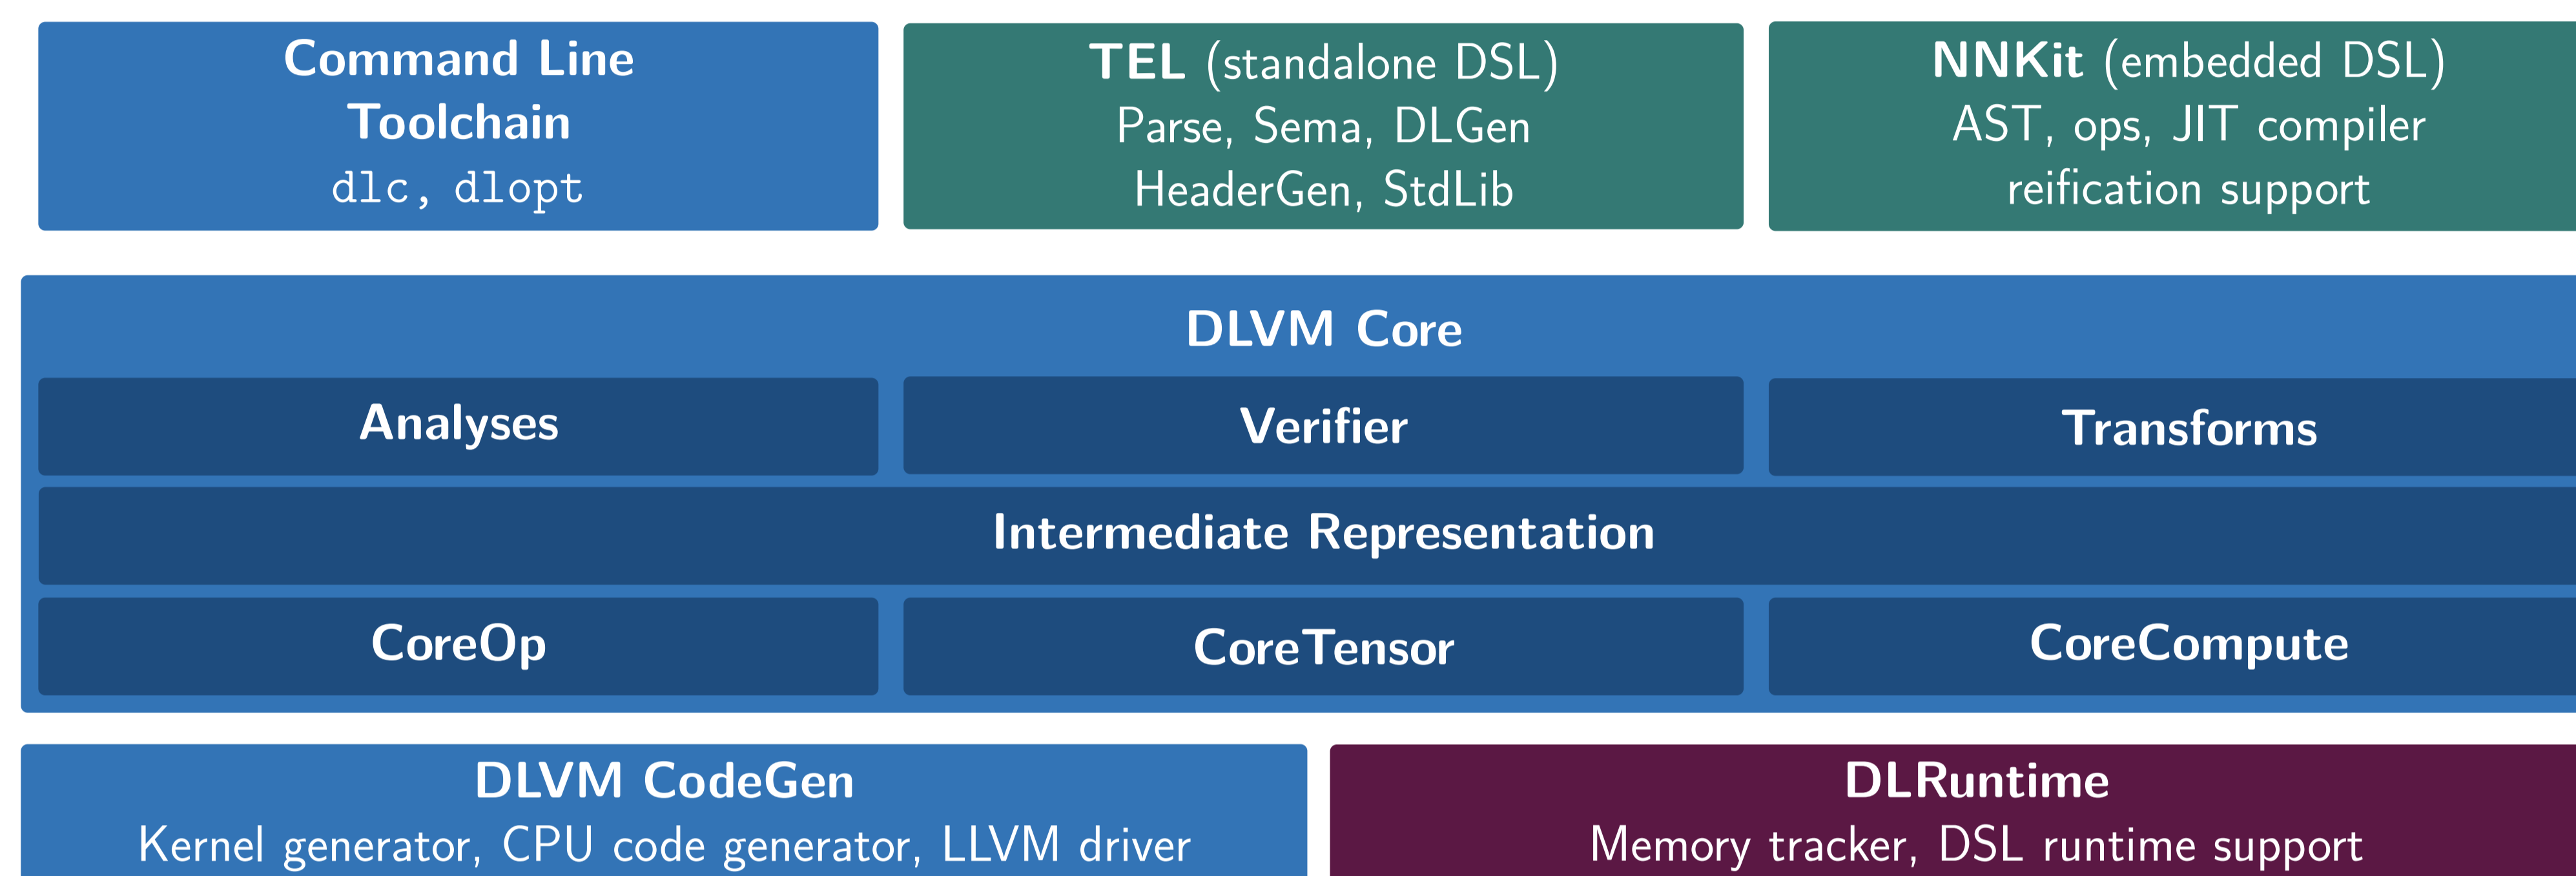 Command Line
Toolchain
dlc, dlopt
TEL (standalone DSL)
Parse, Sema, DLGen
HeaderGen, StdLib
NNKit (embedded DSL)
AST, ops, JIT compiler
reification support
DLVM Core
Analyses
Verifier
Transforms
Intermediate Representation
CoreOp
CoreTensor
CoreCompute
DLVM CodeGen
Kernel generator, CPU code generator, LLVM driver
DLRuntime
Memory tracker, DSL runtime support